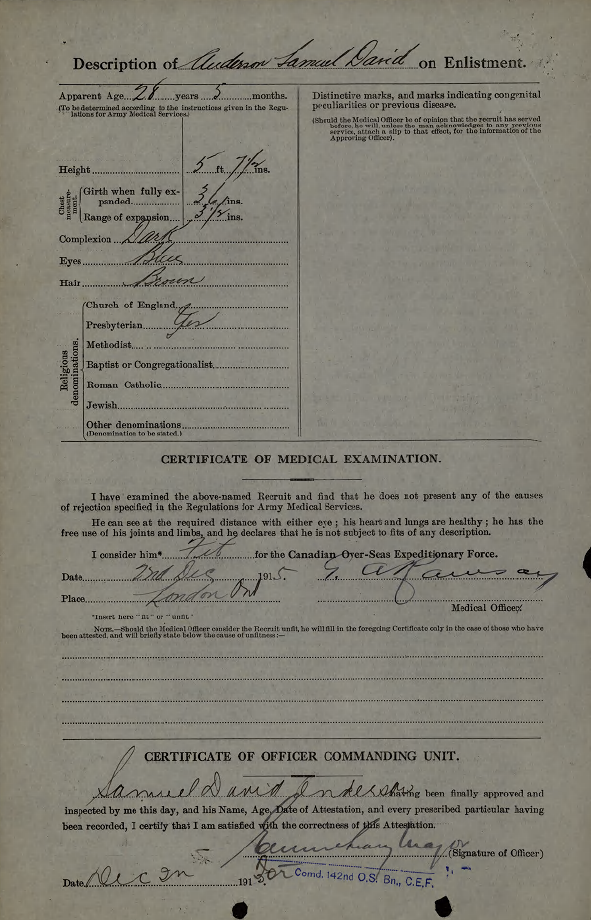 Description of Anderson Samuel David on Enlistment.
Apparent Age 28 years 5 months.
(To be determined according to the instructions given in the Regulations for Army Medical Services.)
Height 5 ft. 7 1/2 ins.
Chest measurement.
Girth when fully expanded 36 ins.
Range of expansion 3 1/2 ins.
Complexion Dark
Eyes Blue
Hair Brown
Religious denominations.
Church of England
Presbyterian Yes
Methodist
Baptist or Congregationalist
Roman Catholic
Jewish
Other denominations
(Denomination to be stated.)
Distinctive marks, and marks indicating congenital
peculiarities or previous disease.
(Should the Medical Officer be of opinion that the recruit has served
before, he will, unless the man acknowledges to any previous
service, attach a slip to that effect, for the information of the
Approving Officer).
CERTIFICATE OF MEDICAL EXAMINATION.
I have examined the above-named Recruit and find that he does not present any of the causes
of rejection specified in the Regulations for Army Medical Services.
He can see at the required distance with either eye; his heart and lungs are healthy; he has the
free use of his joints and limbs, and he declares that he is not subject to fits of any description.
I consider him* Fit for the Canadian Over-Seas Expeditionary Force.
Date 2nd Dec 1915.
Place London Ont
Medical Officer.
*Insert here "fit" or "unfit"
NOTE.—Should the Medical Officer consider the Recruit unfit, he will fill in the foregoing Certificate only in the case of those who have
been attested, and will briefly state below the cause of unfitness:—
CERTIFICATE OF OFFICER COMMANDING UNIT.
Samuel David Anderson having been finally approved and
inspected by me this day, and his Name, Age, Date of Attestation, and every prescribed particular having
been recorded, I certify that I am satisfied with the correctness of this Attestation.
Major (Signature of Officer)
for Comd. 142nd O.S. Bn., C.E.F.
Date Dec 2n 1915